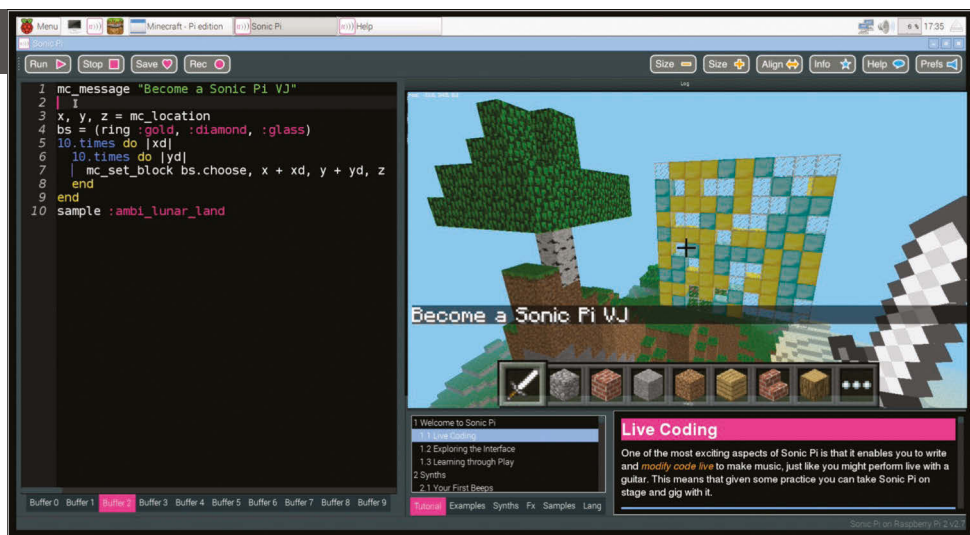 Menu
Minecraft - Pi edition
Sonic Pi
Help
6 %
17:35
Sonic Pi
Run
Stop
Save
Rec
Size
Size
Align
Info
Help
Prefs
Log
1 mc_message "Become a Sonic Pi VJ"
2
3 x, y, z = mc_location
4 bs = (ring :gold, :diamond, :glass)
5 10.times do |xd|
6 10.times do |yd|
7 mc_set_block bs.choose, x + xd, y + yd, z
8 end
9 end
10 sample :ambi_lunar_land
Become a Sonic Pi VJ
1 Welcome to Sonic Pi
1.1 Live Coding
1.2 Exploring the Interface
1.3 Learning through Play
2 Synths
2.1 Your First Beeps
Tutorial Examples Synths Fx Samples Lang
Live Coding
One of the most exciting aspects of Sonic Pi is that it enables you to write
and modify code live to make music, just like you might perform live with a
guitar. This means that given some practice you can take Sonic Pi on
stage and gig with it.
Buffer 0 Buffer 1 Buffer 2 Buffer 3 Buffer 4 Buffer 5 Buffer 6 Buffer 7 Buffer 8 Buffer 9
Sonic Pi on Raspberry Pi 2 v2.7